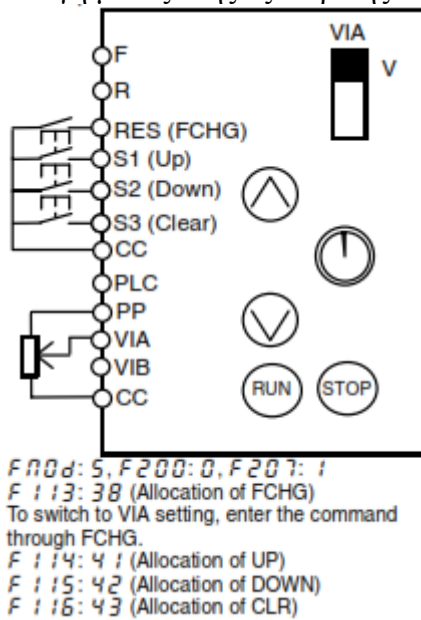 VIA
V
F
R
RES (FCHG)
S1 (Up)
S2 (Down)
S3 (Clear)
CC
PLC
PP
VIA
VIB
CC
RUN
STOP
FMOd: 5, F200: 0, F207: 1
F113: 38 (Allocation of FCHG)
To switch to VIA setting, enter the command
through FCHG.
F114: 41 (Allocation of UP)
F115: 42 (Allocation of DOWN)
F116: 43 (Allocation of CLR)